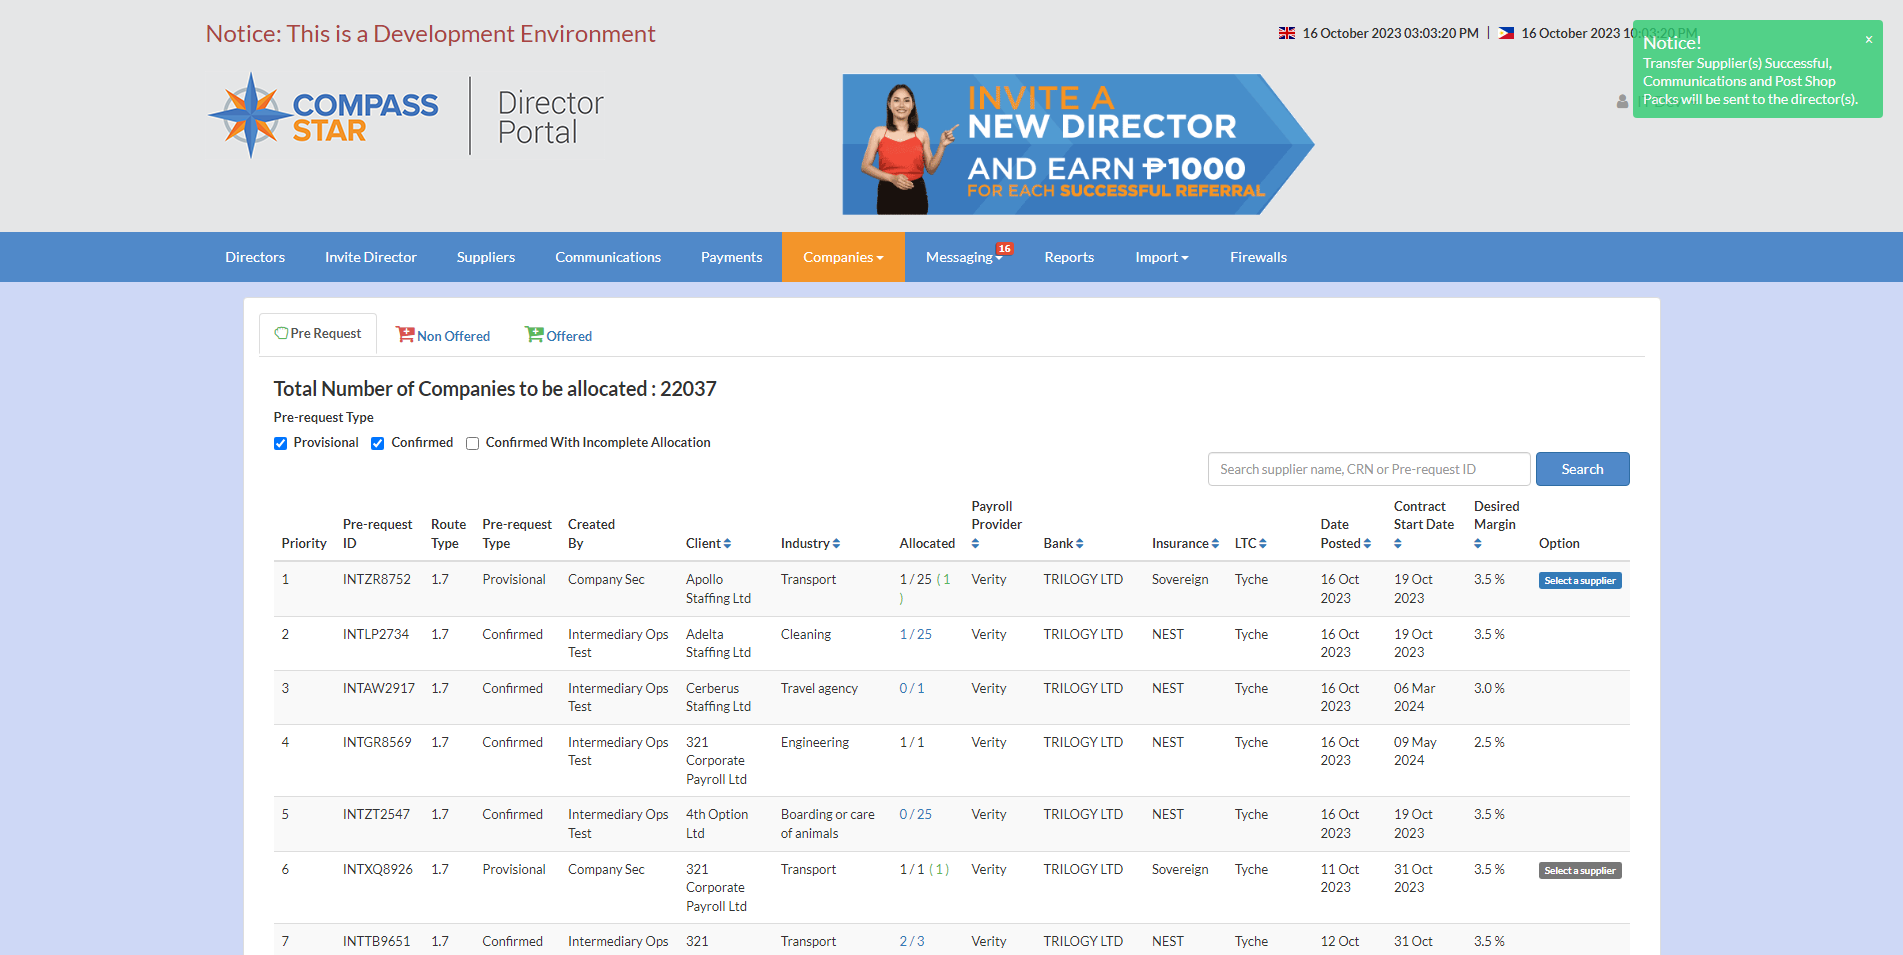 Notice: This is a Development Environment
16 October 2023 03:03:20 PM | 16 October 2023 10:03:20 PM
Notice!
×
Transfer Supplier(s) Successful,
Communications and Post Shop
Packs will be sent to the director(s).
COMPASS
STAR
Director
Portal
INVITE A
NEW DIRECTOR
AND EARN ₱1000
FOR EACH SUCCESSFUL REFERRAL
Directors Invite Director Suppliers Communications Payments Companies Messaging 16 Reports Import Firewalls
Pre Request Non Offered Offered
Total Number of Companies to be allocated : 22037
Pre-request Type
Provisional Confirmed Confirmed With Incomplete Allocation
Search supplier name, CRN or Pre-request ID Search
Priority Pre-request ID Route Type Pre-request Type Created By Client Industry Allocated Payroll Provider Bank Insurance LTC Date Posted Contract Start Date Desired Margin Option
1 INTZR8752 1.7 Provisional Company Sec Apollo Staffing Ltd Transport 1 / 25 ( 1 ) Verity TRILOGY LTD Sovereign Tyche 16 Oct 2023 19 Oct 2023 3.5 % Select a supplier
2 INTLP2734 1.7 Confirmed Intermediary Ops Test Adelta Staffing Ltd Cleaning 1 / 25 Verity TRILOGY LTD NEST Tyche 16 Oct 2023 19 Oct 2023 3.5 %
3 INTAW2917 1.7 Confirmed Intermediary Ops Test Cerberus Staffing Ltd Travel agency 0 / 1 Verity TRILOGY LTD NEST Tyche 16 Oct 2023 06 Mar 2024 3.0 %
4 INTGR8569 1.7 Confirmed Intermediary Ops Test 321 Corporate Payroll Ltd Engineering 1 / 1 Verity TRILOGY LTD NEST Tyche 16 Oct 2023 09 May 2024 2.5 %
5 INTZT2547 1.7 Confirmed Intermediary Ops Test 4th Option Ltd Boarding or care of animals 0 / 25 Verity TRILOGY LTD NEST Tyche 16 Oct 2023 19 Oct 2023 3.5 %
6 INTXQ8926 1.7 Provisional Company Sec 321 Corporate Payroll Ltd Transport 1 / 1 ( 1 ) Verity TRILOGY LTD Sovereign Tyche 11 Oct 2023 31 Oct 2023 3.5 % Select a supplier
7 INTTB9651 1.7 Confirmed Intermediary Ops 321 Transport 2 / 3 Verity TRILOGY LTD NEST Tyche 12 Oct 31 Oct 3.5 %